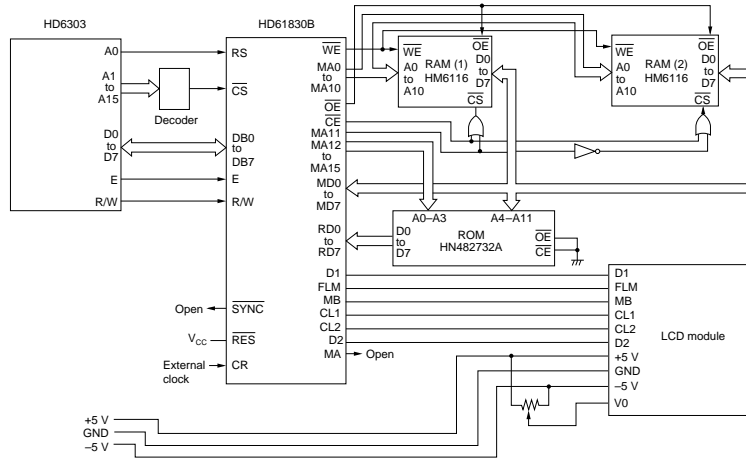 HD6303
A0
A1
to
A15
D0
to
D7
E
R/W
Decoder
HD61830B
RS
CS
DB0
to
DB7
E
R/W
SYNC
RES
CR
Open
VCC
External
clock
WE
MA0
to
MA10
OE
CE
MA11
MA12
to
MA15
MD0
to
MD7
RD0
to
RD7
D1
FLM
MB
CL1
CL2
D2
MA
Open
RAM (1)
HM6116
WE
A0
to
A10
OE
D0
to
D7
CS
RAM (2)
HM6116
WE
A0
to
A10
OE
D0
to
D7
CS
A0–A3
A4–A11
ROM
HN482732A
D0
to
D7
OE
CE
LCD module
D1
FLM
MB
CL1
CL2
D2
+5 V
GND
–5 V
V0
+5 V
GND
–5 V